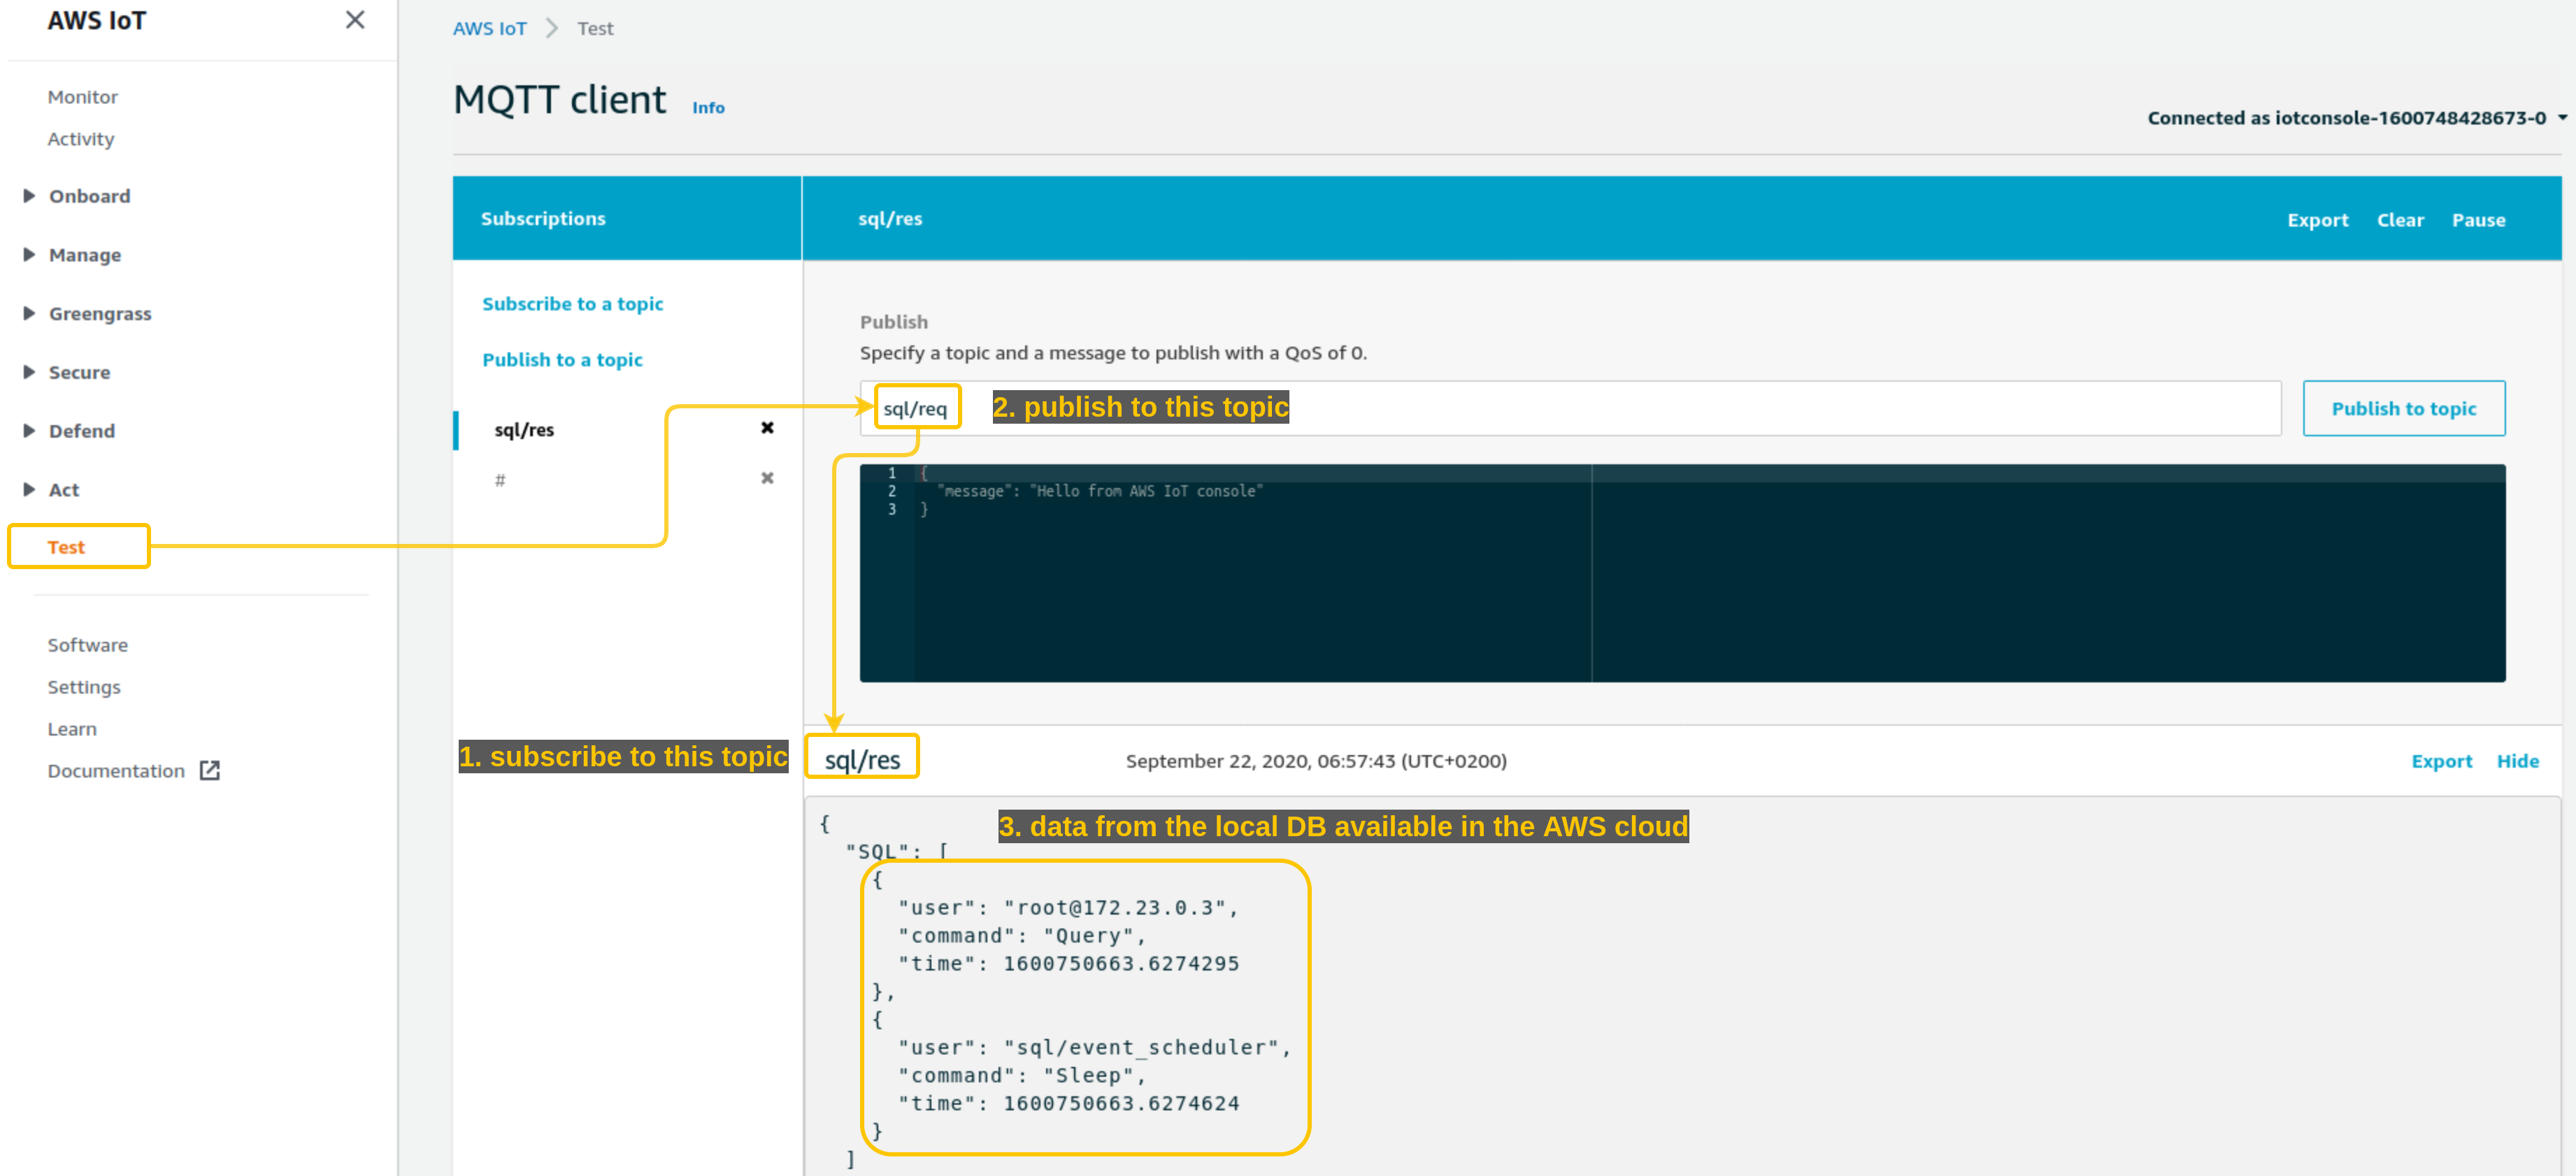 AWS IoT
Monitor
Activity
Onboard
Manage
Greengrass
Secure
Defend
Act
Test
Software
Settings
Learn
Documentation
AWS IoT > Test
MQTT client Info
Connected as iotconsole-1600748428673-0
Subscriptions
sql/res
Export Clear Pause
Subscribe to a topic
Publish to a topic
sql/res
#
Publish
Specify a topic and a message to publish with a QoS of 0.
sql/req
2. publish to this topic
Publish to topic
1 {
2 "message": "Hello from AWS IoT console"
3 }
1. subscribe to this topic
sql/res
September 22, 2020, 06:57:43 (UTC+0200)
Export Hide
{
3. data from the local DB available in the AWS cloud
"SQL": [
{
"user": "root@172.23.0.3",
"command": "Query",
"time": 1600750663.6274295
},
{
"user": "sql/event_scheduler",
"command": "Sleep",
"time": 1600750663.6274624
}
]